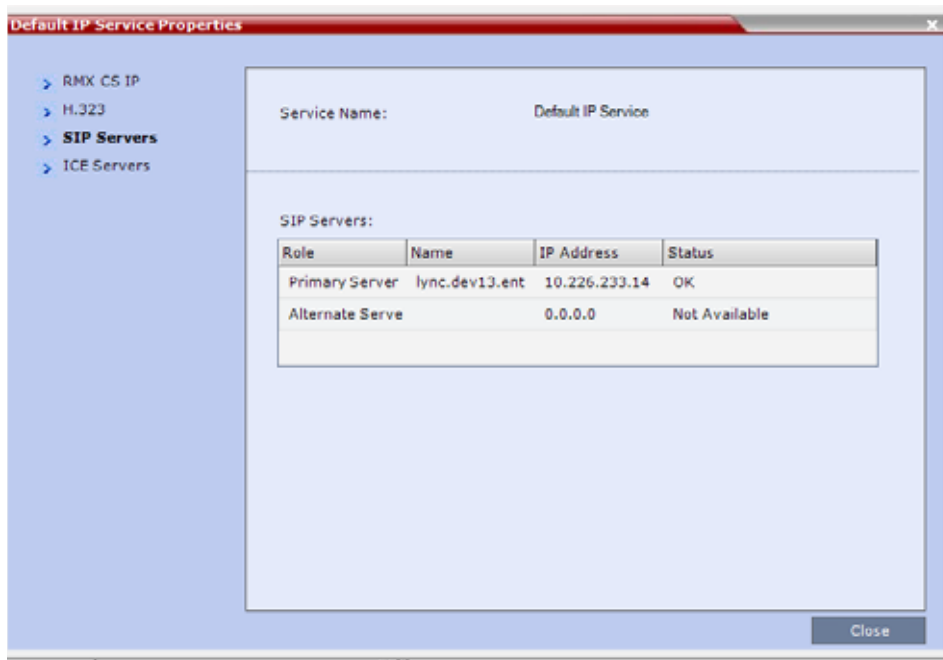 Default IP Service Properties
RMX CS IP
H.323
SIP Servers
ICE Servers
Service Name: Default IP Service
SIP Servers:
Role Name IP Address Status
Primary Server lync.dev13.ent 10.226.233.14 OK
Alternate Serve 0.0.0.0 Not Available
Close